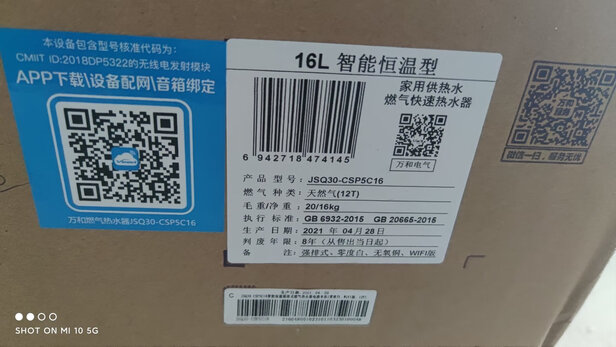 本设备包含型号核准代码为：
CMIIT ID:2018DP5322的无线电发射模块
APP下载\设备配网\音箱绑定
万和燃气热水器JSQ30-CSP5C16
16L 智能恒温型
家用供热水
燃气快速热水器
6 942718 474145
万和电气
产品型号： JSQ30-CSP5C16
燃气种类： 天然气(12T)
毛重/净重： 20/16kg
执行标准： GB 6932-2015 GB 20665-2015
生产日期： 2021 年 04 月 28 日
判废年限： 8年（从售出当日起）
备 注： 强排式、零度白、无氧铜、WIFI版
微信一扫，服务无忧
SHOT ON MI 10 5G